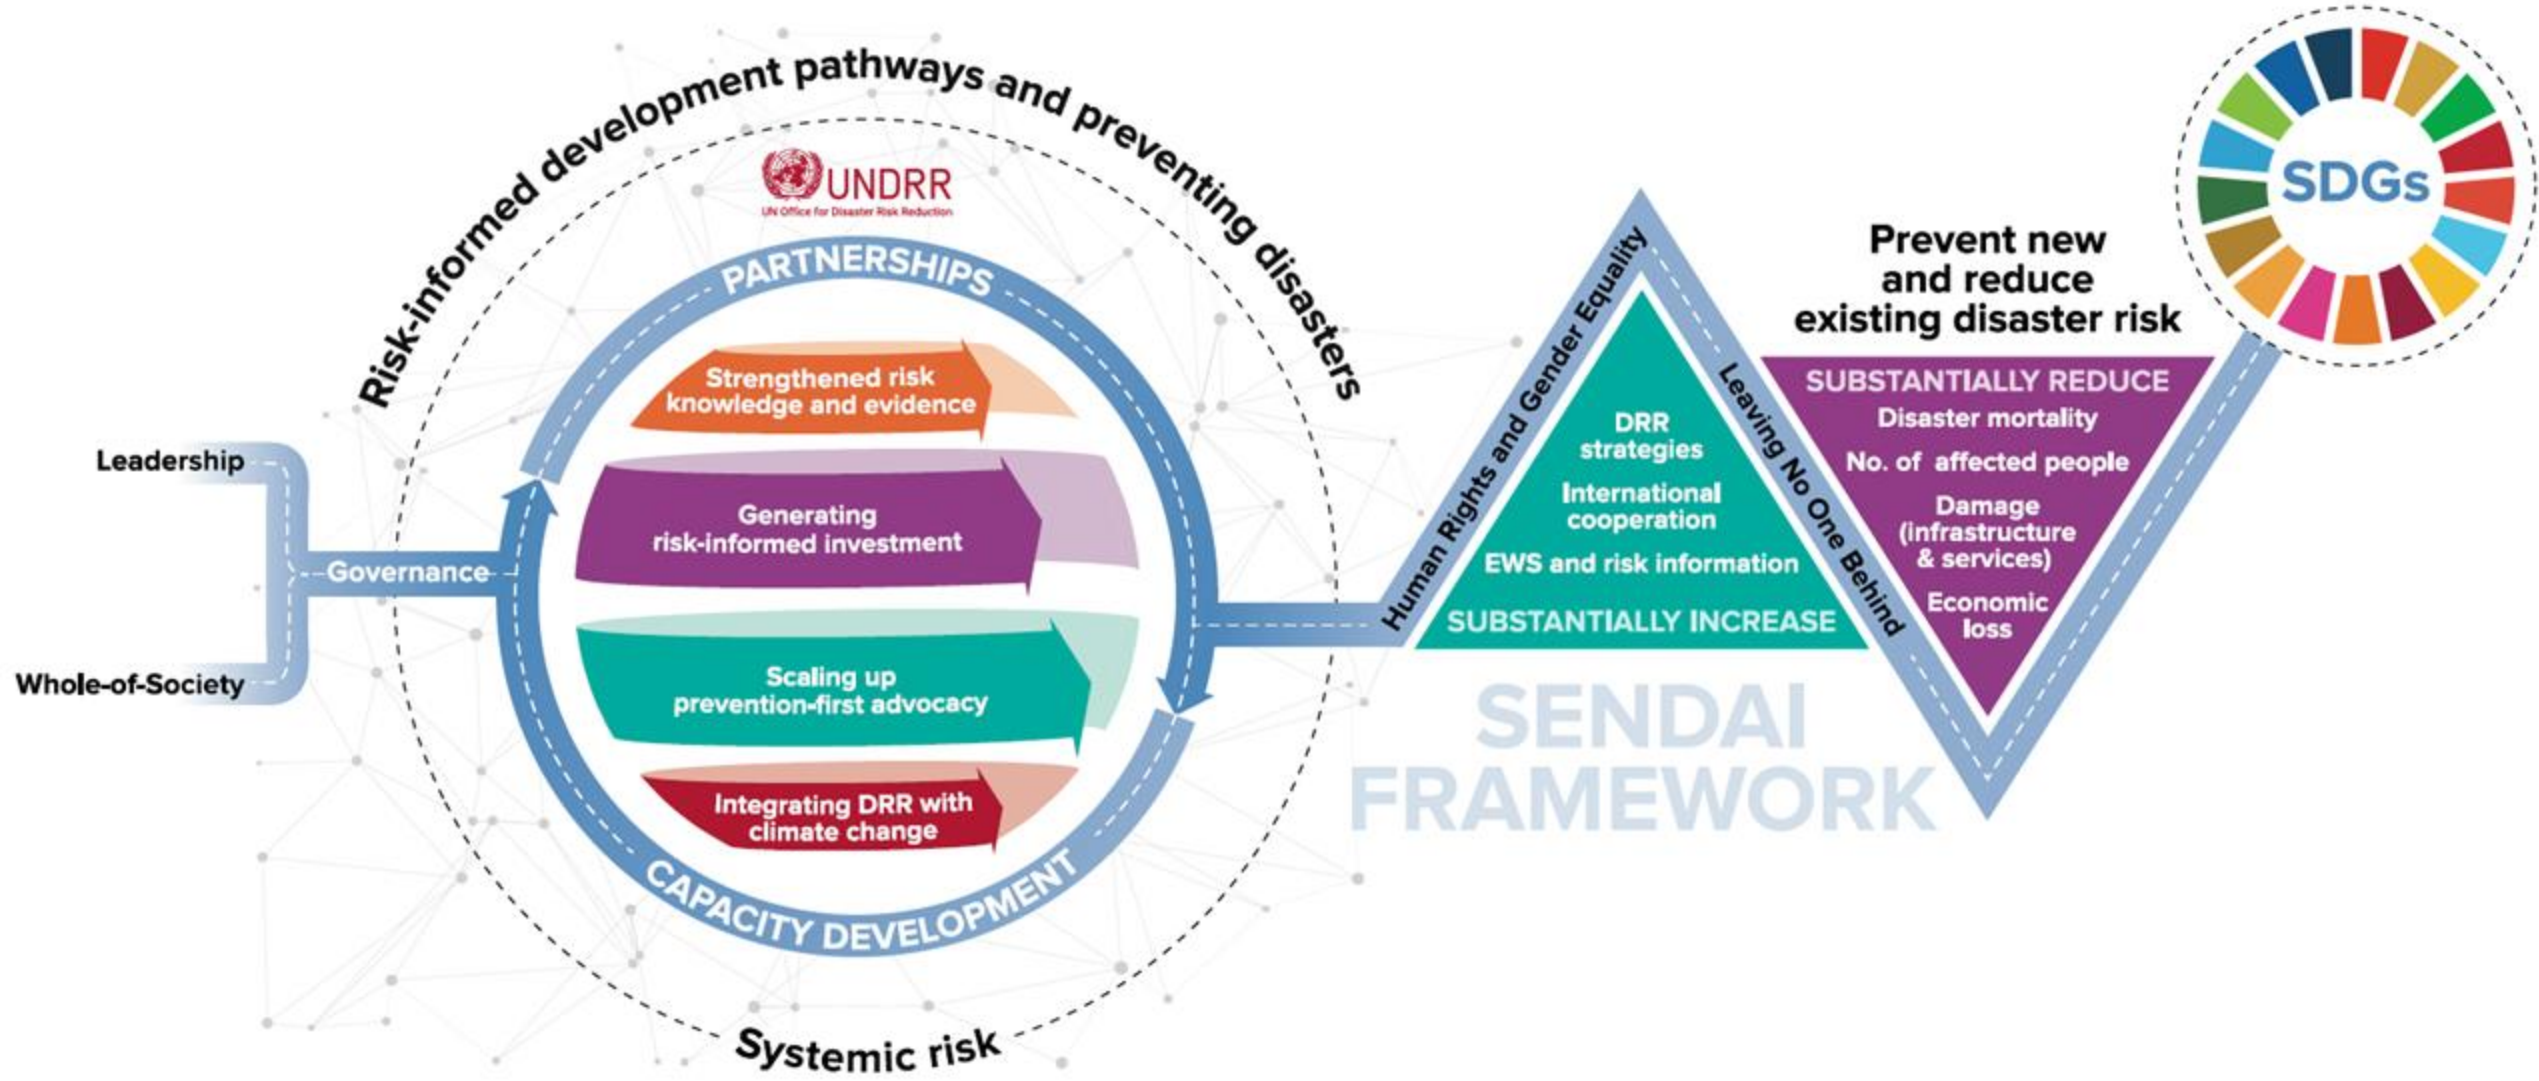 Risk-informed development pathways and preventing disasters
UNDRR
UN Office for Disaster Risk Reduction
PARTNERSHIPS
Strengthened risk
knowledge and evidence
Generating
risk-informed investment
Scaling up
prevention-first advocacy
Integrating DRR with
climate change
CAPACITY DEVELOPMENT
Systemic risk
Leadership
Governance
Whole-of-Society
Human Rights and Gender Equality
DRR
strategies
International
cooperation
EWS and risk information
SUBSTANTIALLY INCREASE
Leaving No One Behind
Prevent new
and reduce
existing disaster risk
SUBSTANTIALLY REDUCE
Disaster mortality
No. of affected people
Damage
(infrastructure
& services)
Economic
loss
SENDAI
FRAMEWORK
SDGs